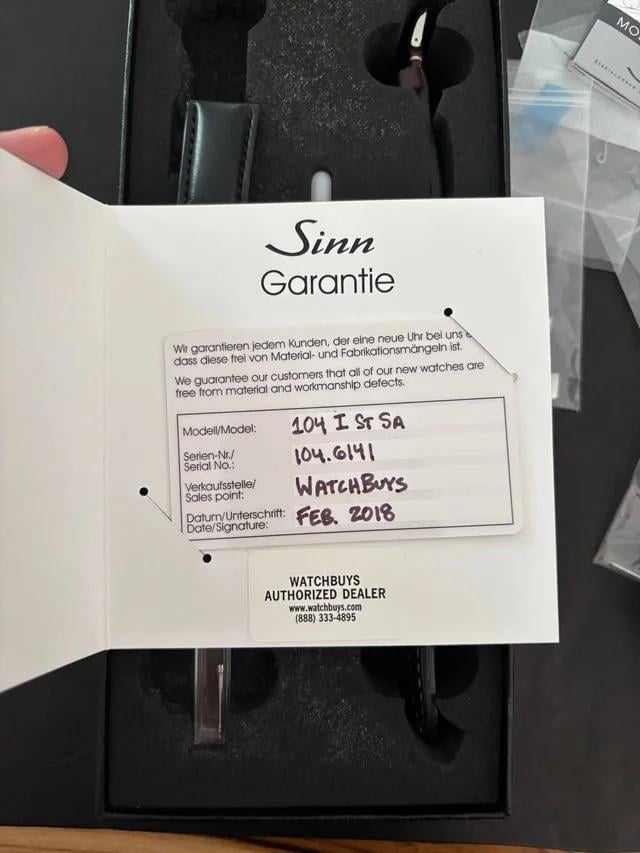 Sinn
Garantie
Wir garantieren jedem Kunden, der eine neue Uhr bei uns
dass diese frei von Material- und Fabrikationsmängeln ist.
We guarantee our customers that all of our new watches are
free from material and workmanship defects.
Modell/Model: 104 I ST SA
Serien-Nr./
Serial No.: 104.6141
Verkaufsstelle/
Sales point: WATCHBUYS
Datum/Unterschrift:
Date/Signature: FEB. 2018
WATCHBUYS
AUTHORIZED DEALER
www.watchbuys.com
(888) 333-4895